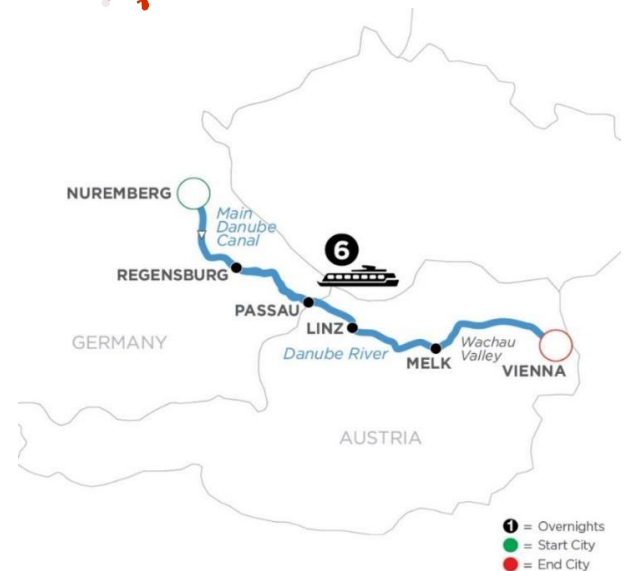 NUREMBERG
Main
Danube
Canal
6
REGENSBURG
PASSAU
LINZ
GERMANY
Danube River
MELK
Wachau
Valley
VIENNA
AUSTRIA
1 = Overnights
= Start City
= End City